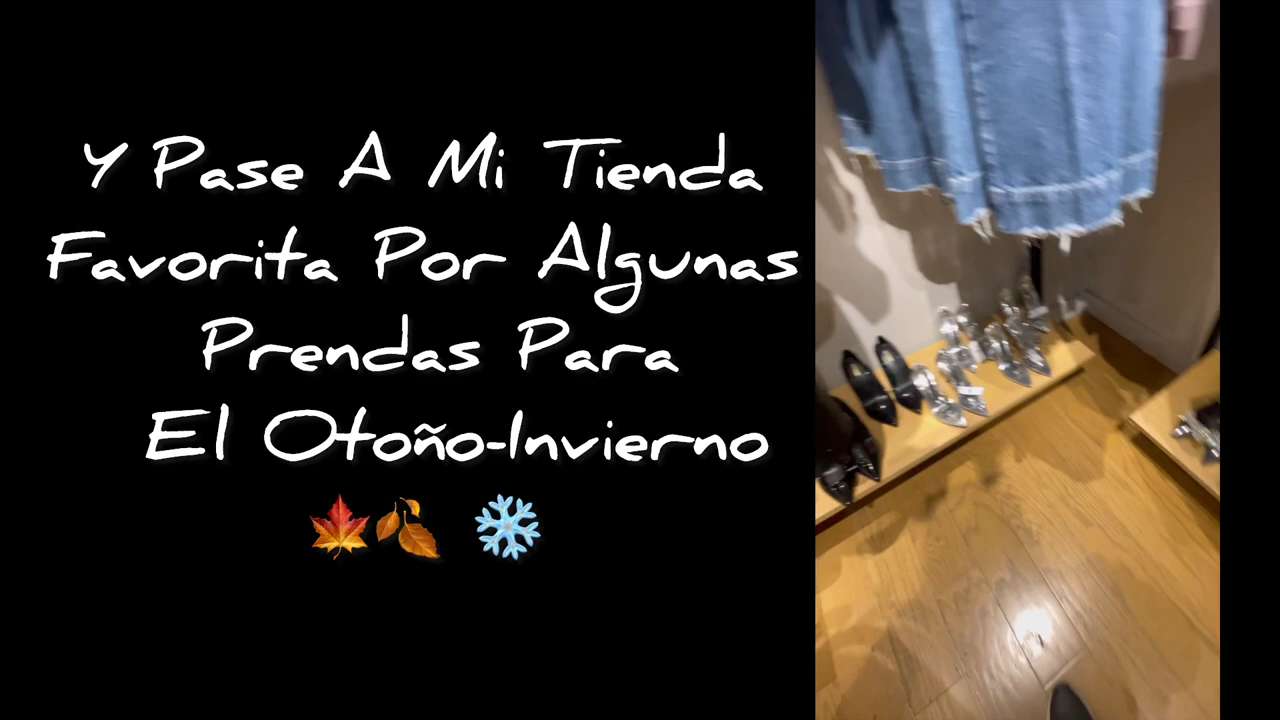 Y Pase A Mi Tienda
Favorita Por Algunas
Prendas Para
El Otoño-Invierno
🍁🍂 ❄️